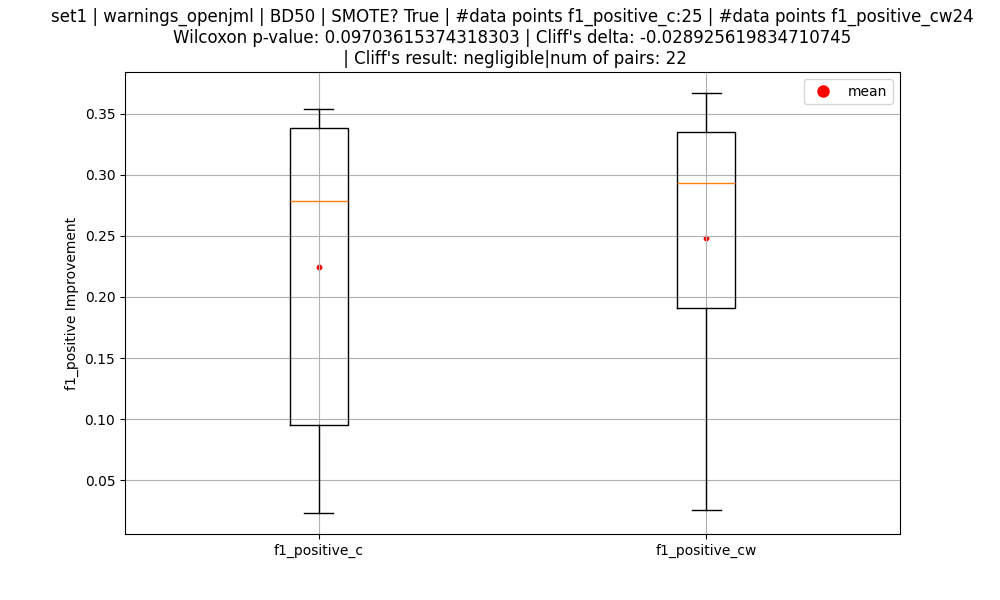 set1 | warnings_openjml | BD50 | SMOTE? True | #data points f1_positive_c:25 | #data points f1_positive_cw24
Wilcoxon p-value: 0.09703615374318303 | Cliff's delta: -0.028925619834710745
| Cliff's result: negligible|num of pairs: 22
mean
0.35
0.30
0.25
0.20
0.15
0.10
0.05
f1_positive Improvement
f1_positive_c
f1_positive_cw